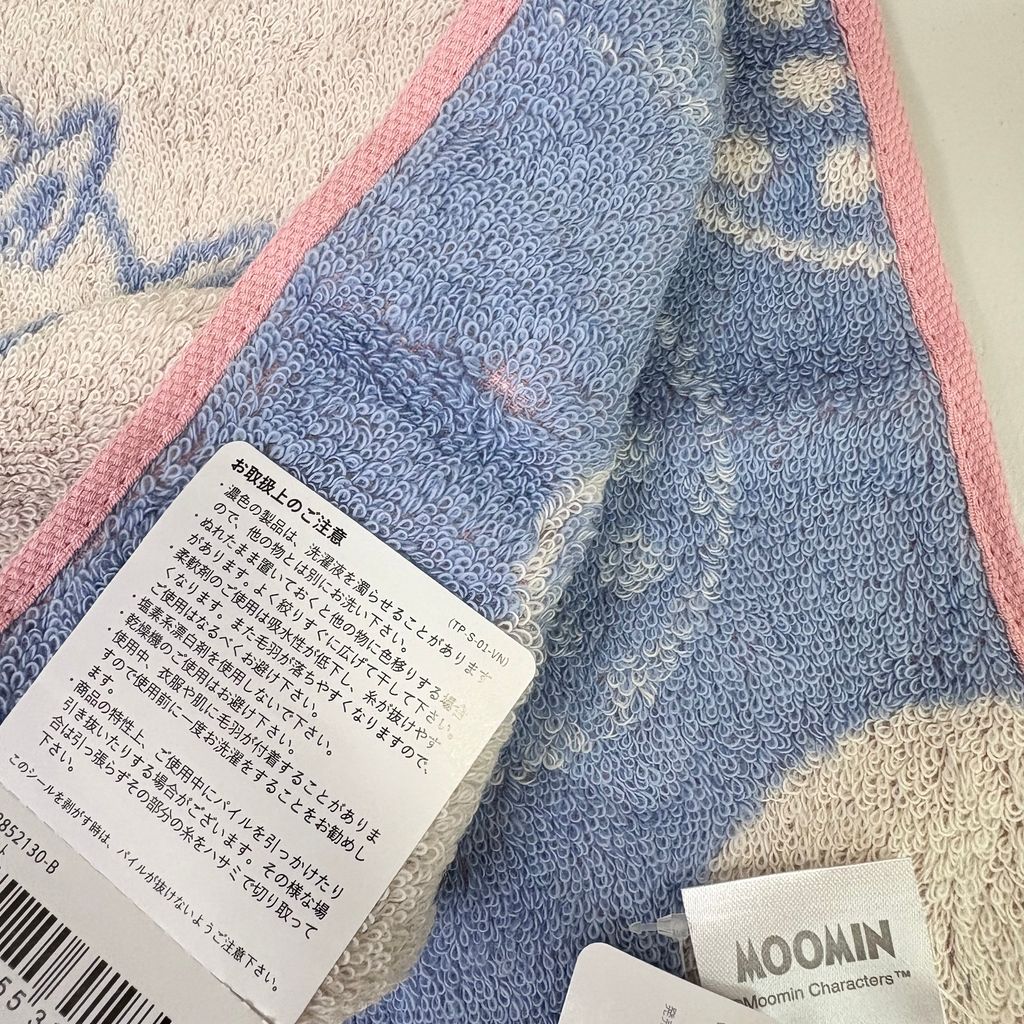 お取扱上のご注意
(TP-S-01-VN)
・濃色の製品は、洗濯液を濁らせることがあります
ので、他の物とは別にお洗い下さい。
・ぬれたまま置いておくと他の物に色移りする場合
があります。よく絞りすぐに広げて干して下さい。
・柔軟剤のご使用は吸水性が低下し、糸が抜けやす
くなります。また毛羽が落ちやすくなりますので、
ご使用はなるべくお避け下さい。
・塩素系漂白剤を使用しないで下さい。
・乾燥機のご使用はお避け下さい。
・使用中、衣服や肌に毛羽が付着することがありま
すので使用前に一度お洗濯をすることをお勧めし
ます。
・商品の特性上、ご使用中にパイルを引っかけたり
引き抜いたりする場合がございます。その様な場
合は引っ張らずその部分の糸をハサミで切り取って
下さい。
このシールを剥がす時は、パイルが抜けないようご注意下さい。
852130-B
ト
MOOMIN
©Moomin Characters™